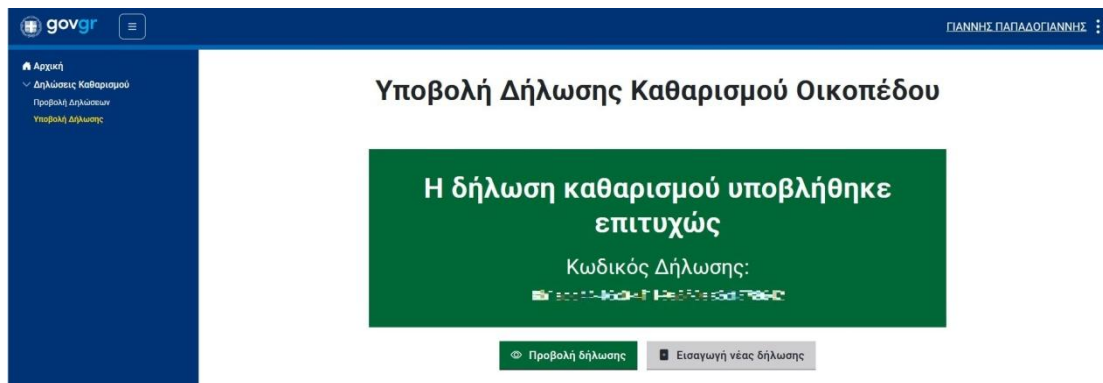 govgr
ΓΙΑΝΝΗΣ ΠΑΠΑΔΟΓΙΑΝΝΗΣ
Αρχική
Δηλώσεις Καθαρισμού
Προβολή Δηλώσεων
Υποβολή Δήλωσης
Υποβολή Δήλωσης Καθαρισμού Οικοπέδου
Η δήλωση καθαρισμού υποβλήθηκε
επιτυχώς
Κωδικός Δήλωσης:
Προβολή δήλωσης
Εισαγωγή νέας δήλωσης